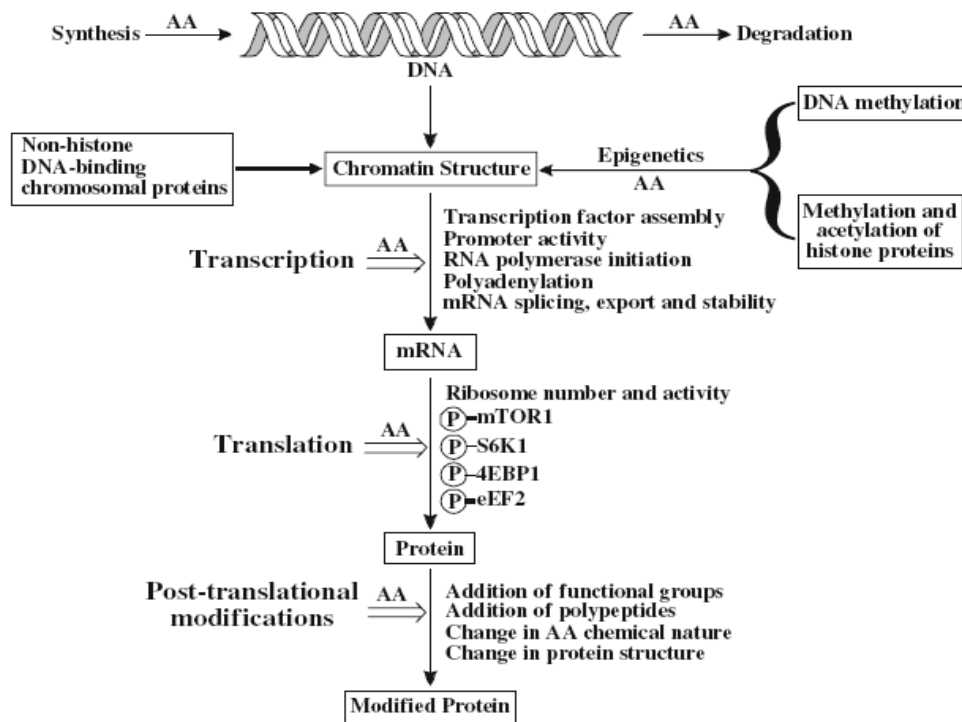 Synthesis AA AA Degradation
DNA
DNA methylation
Non-histone
DNA-binding
chromosomal proteins
Chromatin Structure
Epigenetics
AA
Methylation and
acetylation of
histone proteins
Transcription AA
Transcription factor assembly
Promoter activity
RNA polymerase initiation
Polyadenylation
mRNA splicing, export and stability
mRNA
Translation AA
Ribosome number and activity
P-mTOR1
P-S6K1
P-4EBP1
P-eEF2
Protein
Post-translational
modifications
AA
Addition of functional groups
Addition of polypeptides
Change in AA chemical nature
Change in protein structure
Modified Protein